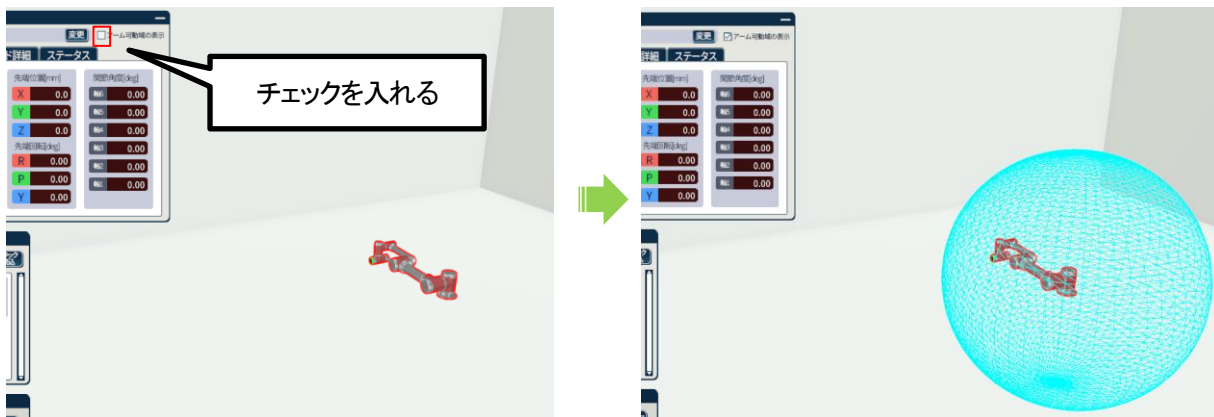 変更 アーム可動域の表示
ド詳細 ステータス
先端位置[mm] 関節角度[deg]
X 0.0 0.00
Y 0.0 0.00
Z 0.0 0.00
先端回転[deg] 0.00
R 0.00 0.00
P 0.00 0.00
Y 0.00
チェックを入れる
変更 アーム可動域の表示
詳細 ステータス
先端位置[mm] 関節角度[deg]
X 0.0 0.00
Y 0.0 0.00
Z 0.0 0.00
先端回転[deg] 0.00
R 0.00 0.00
P 0.00 0.00
Y 0.00